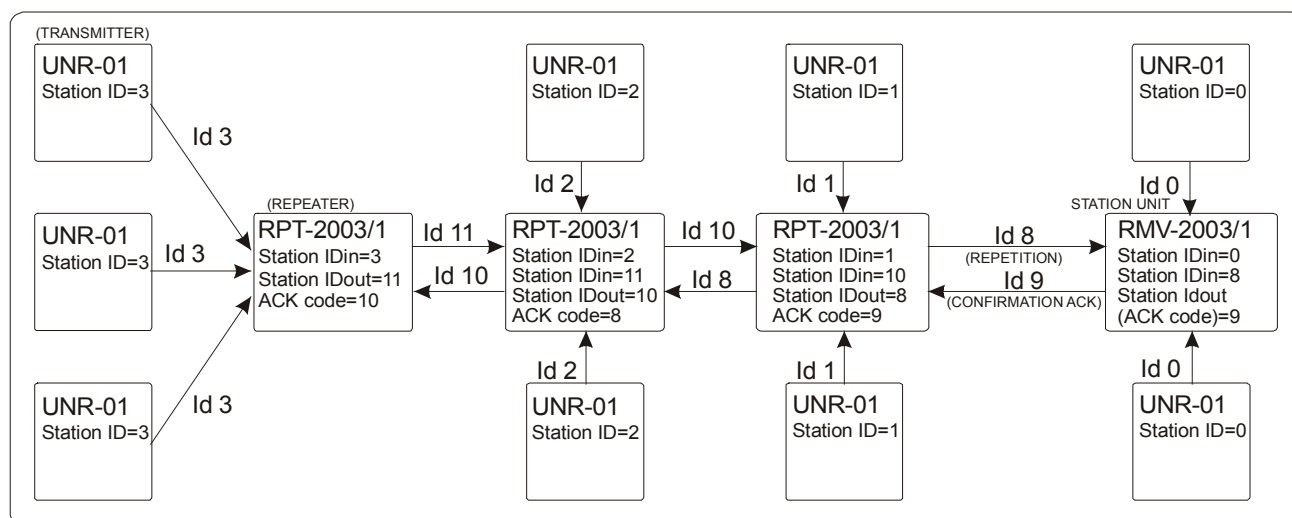 (TRANSMITTER)
UNR-01
Station ID=3
UNR-01
Station ID=2
UNR-01
Station ID=1
UNR-01
Station ID=0
Id 3
Id 2
Id 1
Id 0
UNR-01
Station ID=3
Id 3
(REPEATER)
RPT-2003/1
Station IDin=3
Station IDout=11
ACK code=10
Id 11
Id 10
RPT-2003/1
Station IDin=2
Station IDin=11
Station IDout=10
ACK code=8
Id 10
Id 8
RPT-2003/1
Station IDin=1
Station IDin=10
Station IDout=8
ACK code=9
Id 8
(REPETITION)
Id 9
(CONFIRMATION ACK)
STATION UNIT
RMV-2003/1
Station IDin=0
Station IDin=8
Station Idout
(ACK code)=9
Id 3
Id 2
Id 1
Id 0
UNR-01
Station ID=3
UNR-01
Station ID=2
UNR-01
Station ID=1
UNR-01
Station ID=0